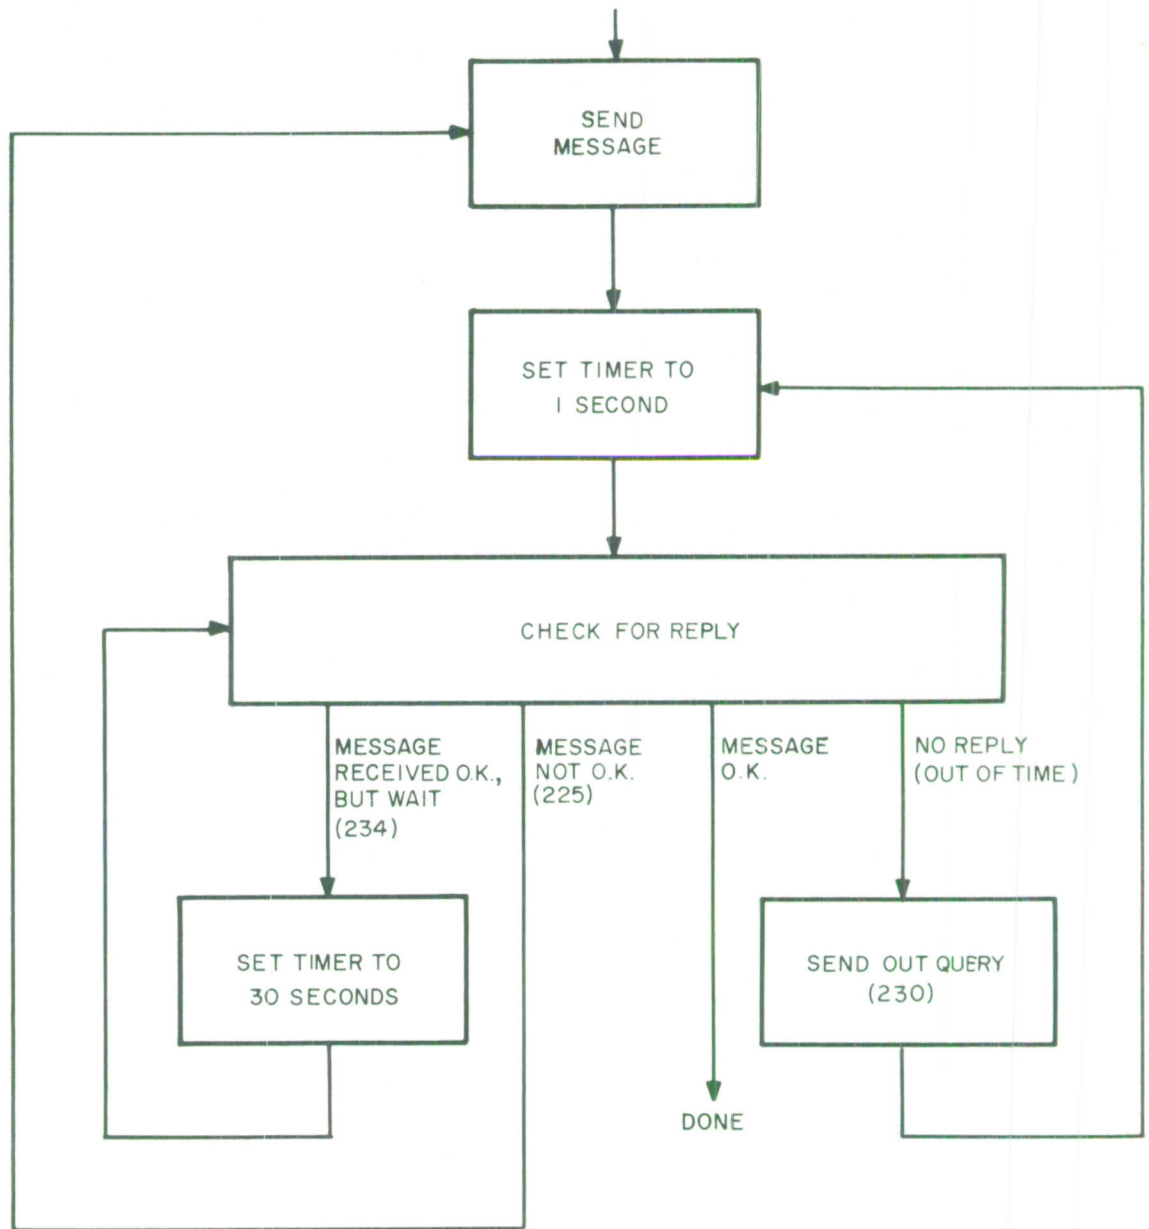 SEND
MESSAGE
SET TIMER TO
1 SECOND
CHECK FOR REPLY
MESSAGE
RECEIVED O.K.,
BUT WAIT
(234)
MESSAGE
NOT O.K.
(225)
MESSAGE
O.K.
NO REPLY
(OUT OF TIME)
SET TIMER TO
30 SECONDS
SEND OUT QUERY
(230)
DONE